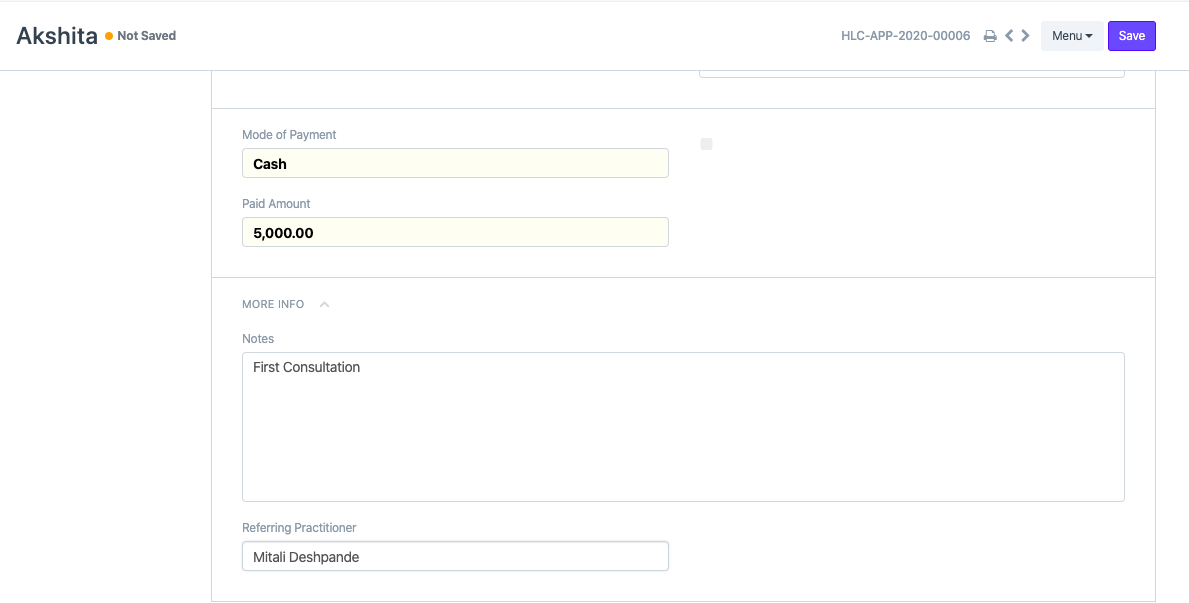 Akshita Not Saved HLC-APP-2020-00006 Menu Save
Mode of Payment
Cash
Paid Amount
5,000.00
MORE INFO
Notes
First Consultation
Referring Practitioner
Mitali Deshpande